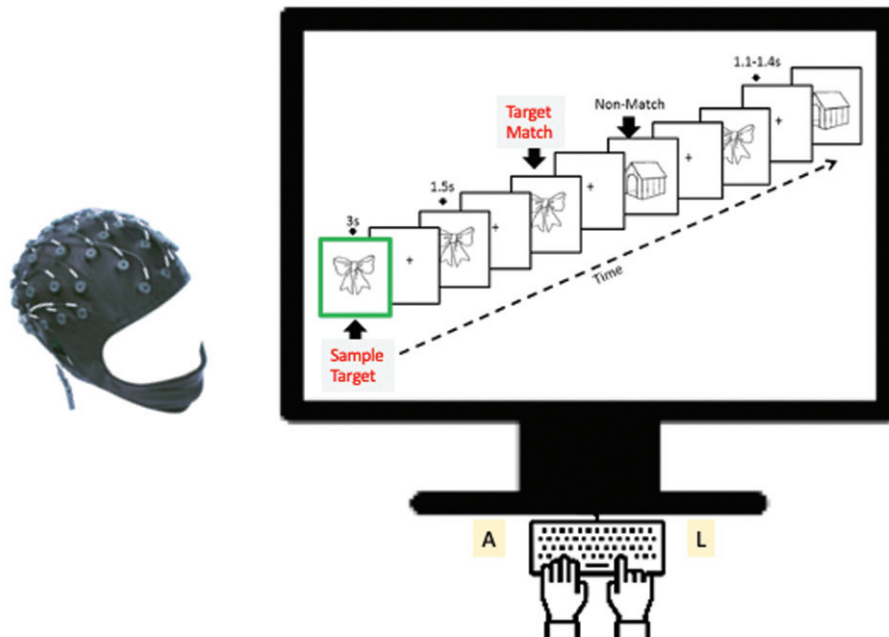 1.1-1.4s
Target
Match
Non-Match
1.5s
3s
Time
Sample
Target
A
L